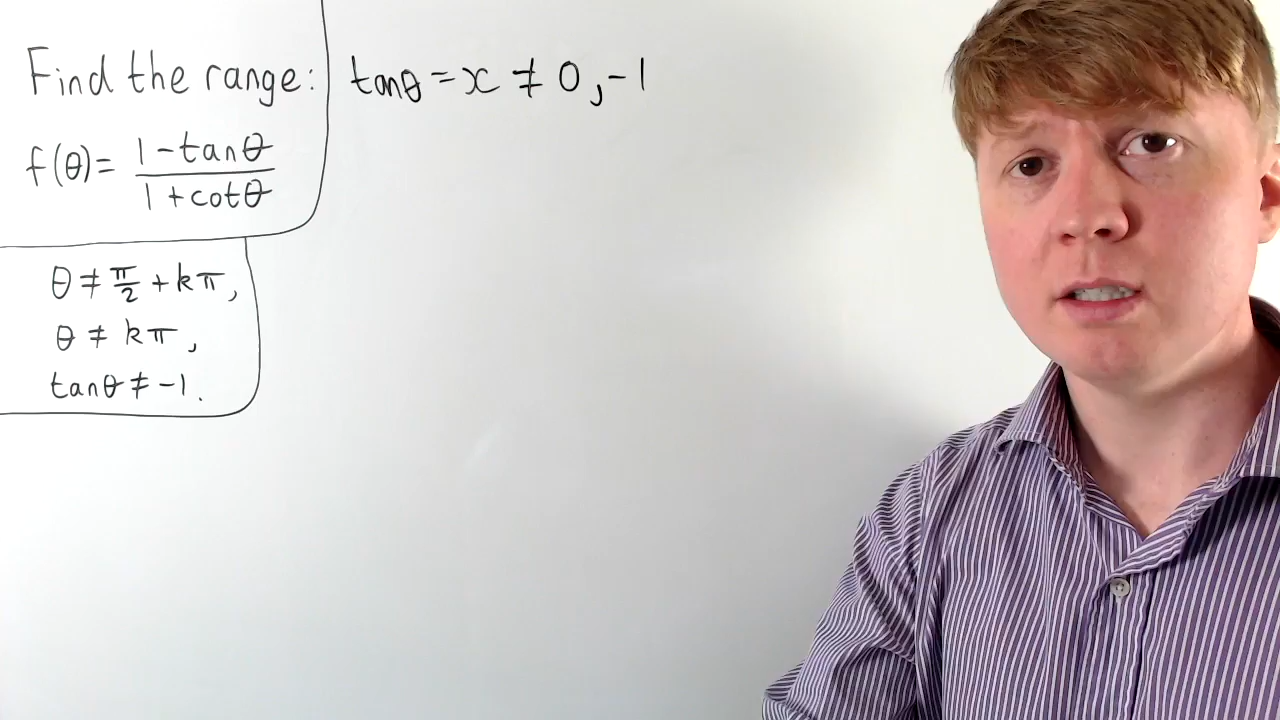 Find the range:
f(θ) = (1 - tanθ)/(1 + cotθ)
θ ≠ π/2 + kπ,
θ ≠ kπ,
tanθ ≠ -1.
tanθ = x ≠ 0, -1